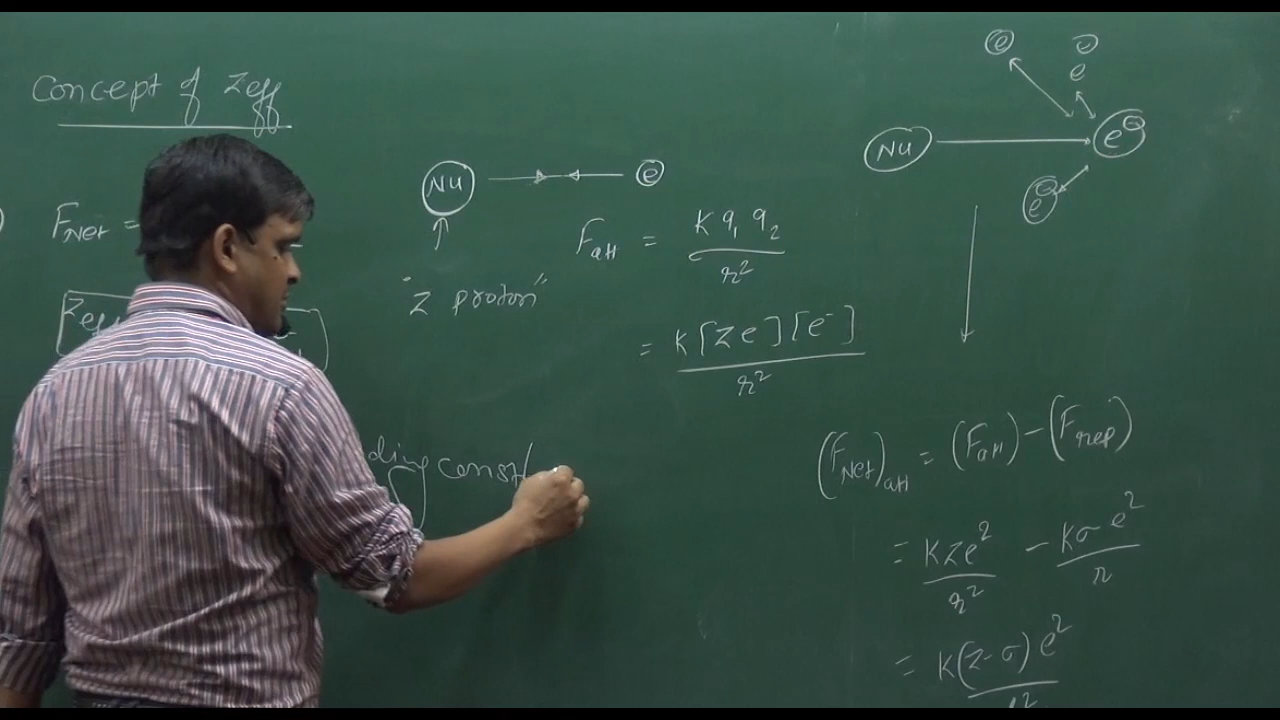 Concept of Zeff
F_Net =
Zeff
Nu e
"Z proton"
F_att = K q₁ q₂ / r²
= K[Ze][e⁻] / r²
ding const
e e
e
Nu e⊖
e⊖
(F_Net)_att = (F_att) - (F_rep)
= KZe² / r² - Kσe² / r
= K(Z-σ)e² / r²